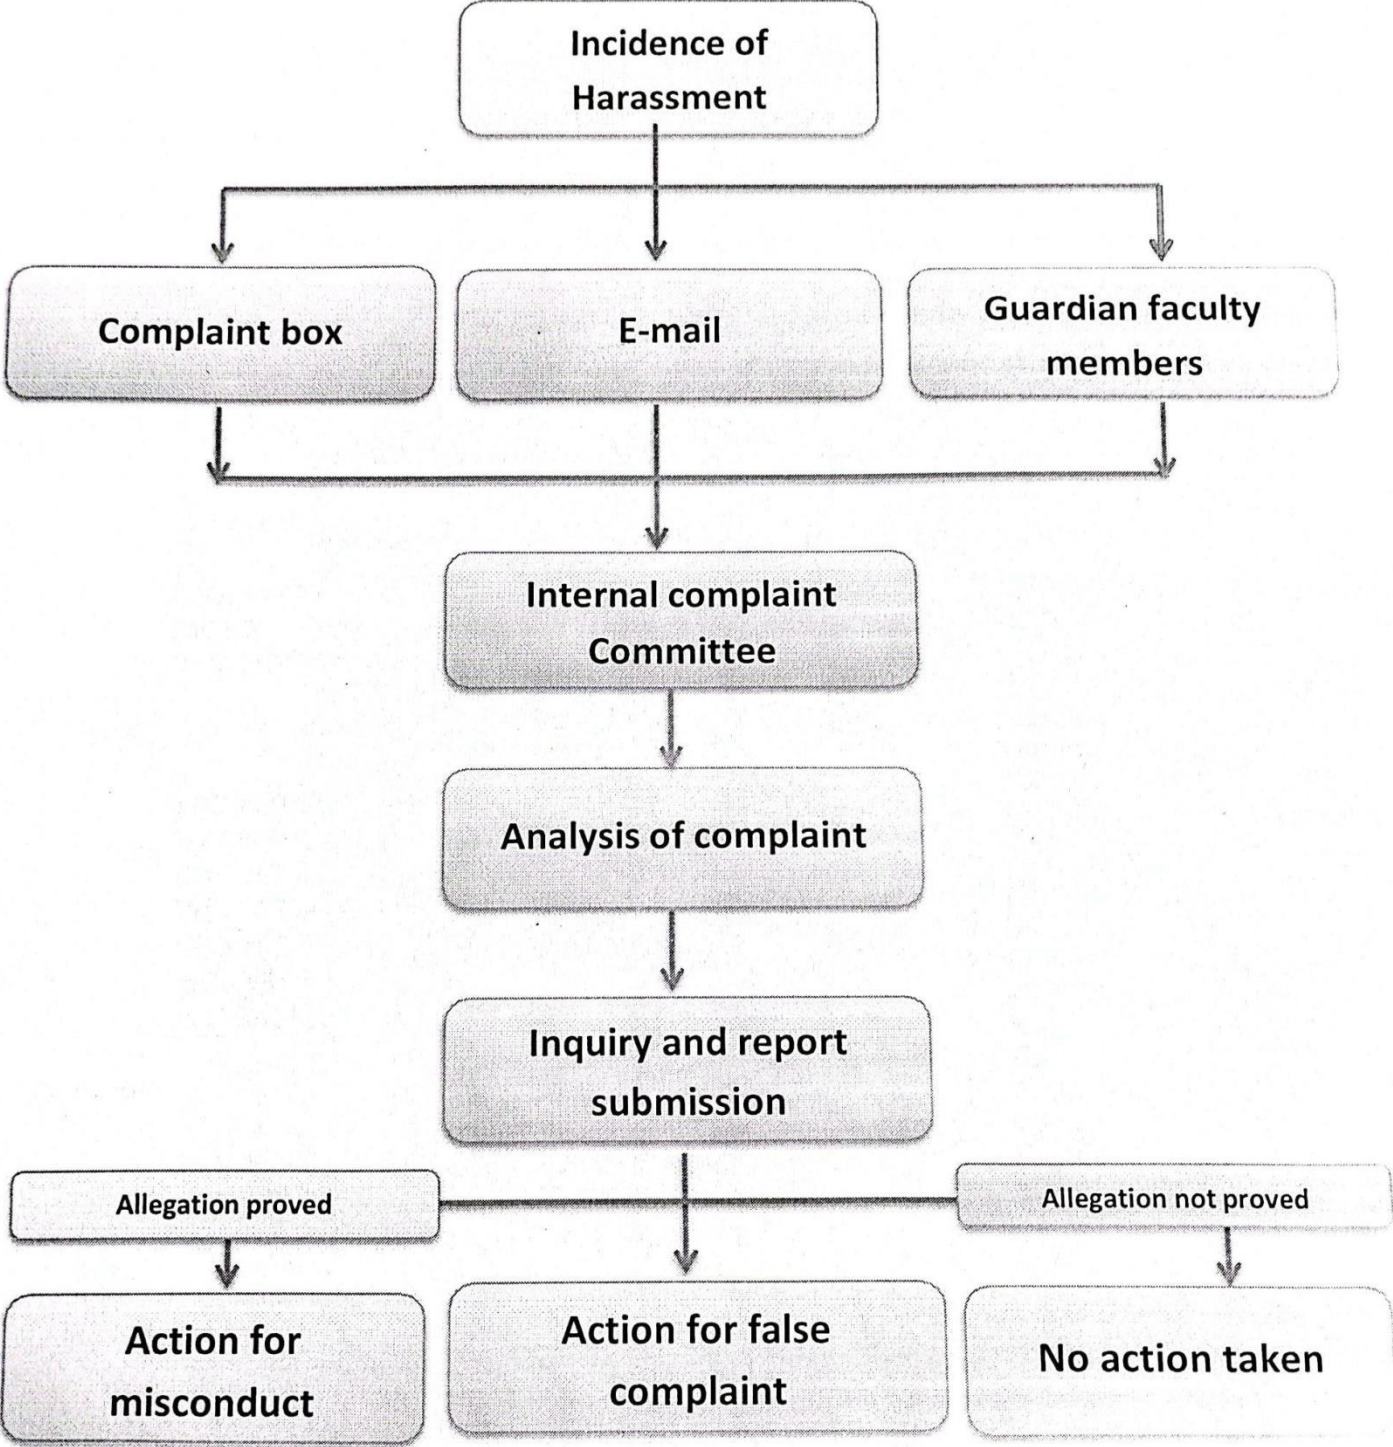 Incidence of
Harassment
Complaint box
E-mail
Guardian faculty
members
Internal complaint
Committee
Analysis of complaint
Inquiry and report
submission
Allegation proved
Allegation not proved
Action for
misconduct
Action for false
complaint
No action taken